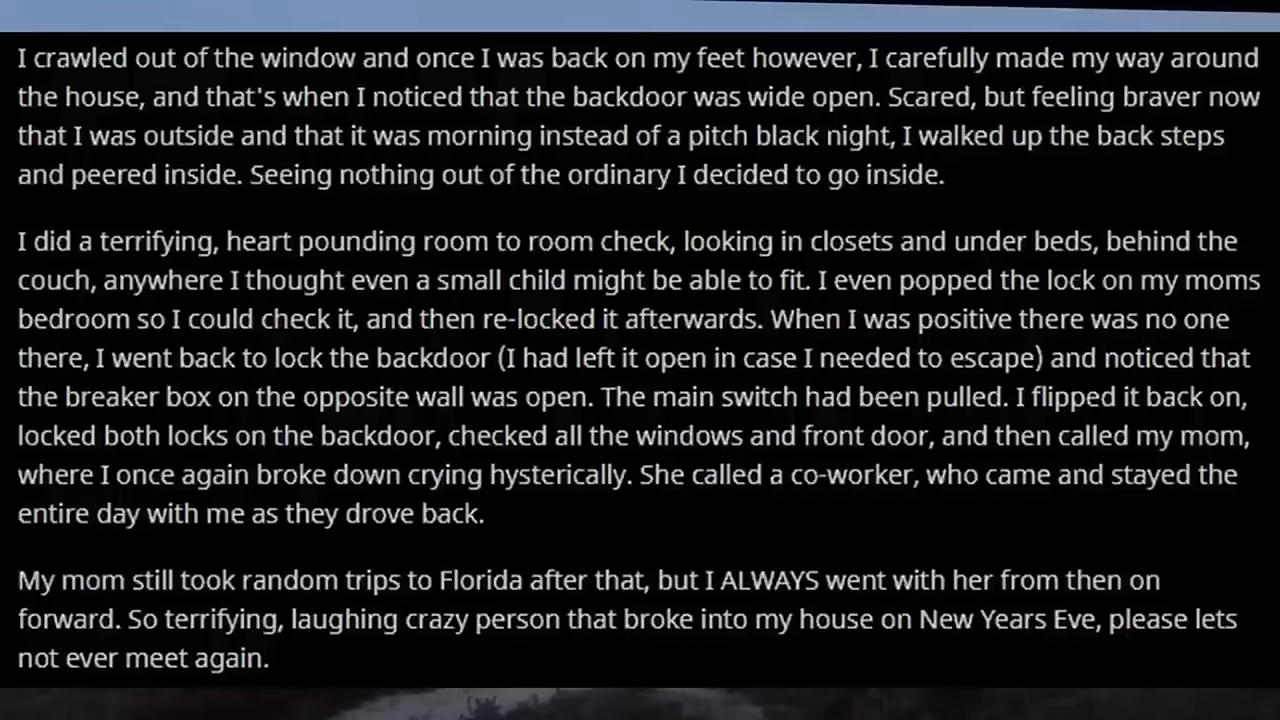 I crawled out of the window and once I was back on my feet however, I carefully made my way around
the house, and that's when I noticed that the backdoor was wide open. Scared, but feeling braver now
that I was outside and that it was morning instead of a pitch black night, I walked up the back steps
and peered inside. Seeing nothing out of the ordinary I decided to go inside.
I did a terrifying, heart pounding room to room check, looking in closets and under beds, behind the
couch, anywhere I thought even a small child might be able to fit. I even popped the lock on my moms
bedroom so I could check it, and then re-locked it afterwards. When I was positive there was no one
there, I went back to lock the backdoor (I had left it open in case I needed to escape) and noticed that
the breaker box on the opposite wall was open. The main switch had been pulled. I flipped it back on,
locked both locks on the backdoor, checked all the windows and front door, and then called my mom,
where I once again broke down crying hysterically. She called a co-worker, who came and stayed the
entire day with me as they drove back.
My mom still took random trips to Florida after that, but I ALWAYS went with her from then on
forward. So terrifying, laughing crazy person that broke into my house on New Years Eve, please lets
not ever meet again.